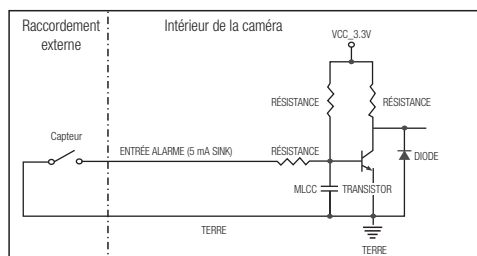 Raccordement
externe
Intérieur de la caméra
VCC_3.3V
RÉSISTANCE
RÉSISTANCE
Capteur
ENTRÉE ALARME (5 mA SINK)
RÉSISTANCE
DIODE
MLCC
TRANSISTOR
TERRE
TERRE